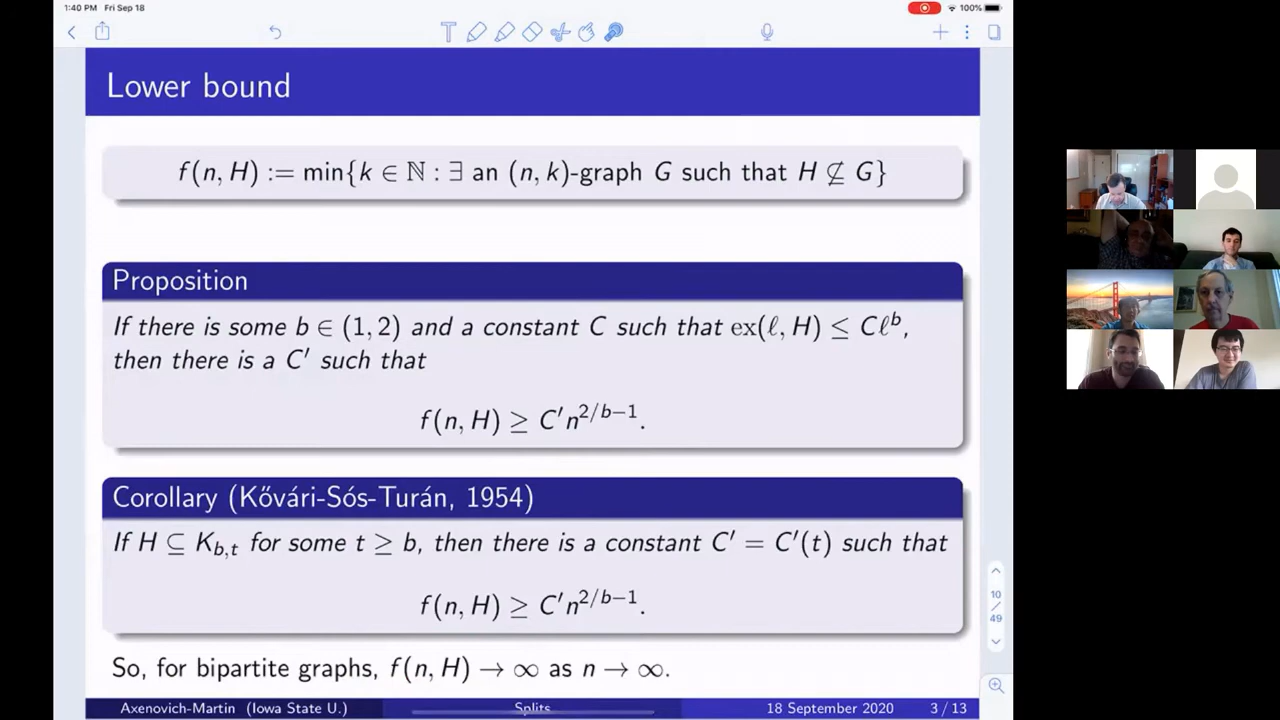 1:40 PM Fri Sep 18
100%
Lower bound
f(n, H) := min{k ∈ ℕ : ∃ an (n, k)-graph G such that H ⊈ G}
Proposition
If there is some b ∈ (1, 2) and a constant C such that ex(ℓ, H) ≤ Cℓ^b,
then there is a C′ such that
f(n, H) ≥ C′n^{2/b−1}.
Corollary (Kővári-Sós-Turán, 1954)
If H ⊆ K_{b,t} for some t ≥ b, then there is a constant C′ = C′(t) such that
f(n, H) ≥ C′n^{2/b−1}.
So, for bipartite graphs, f(n, H) → ∞ as n → ∞.
10
/
49
Axenovich-Martin (Iowa State U.) Splits 18 September 2020 3 / 13